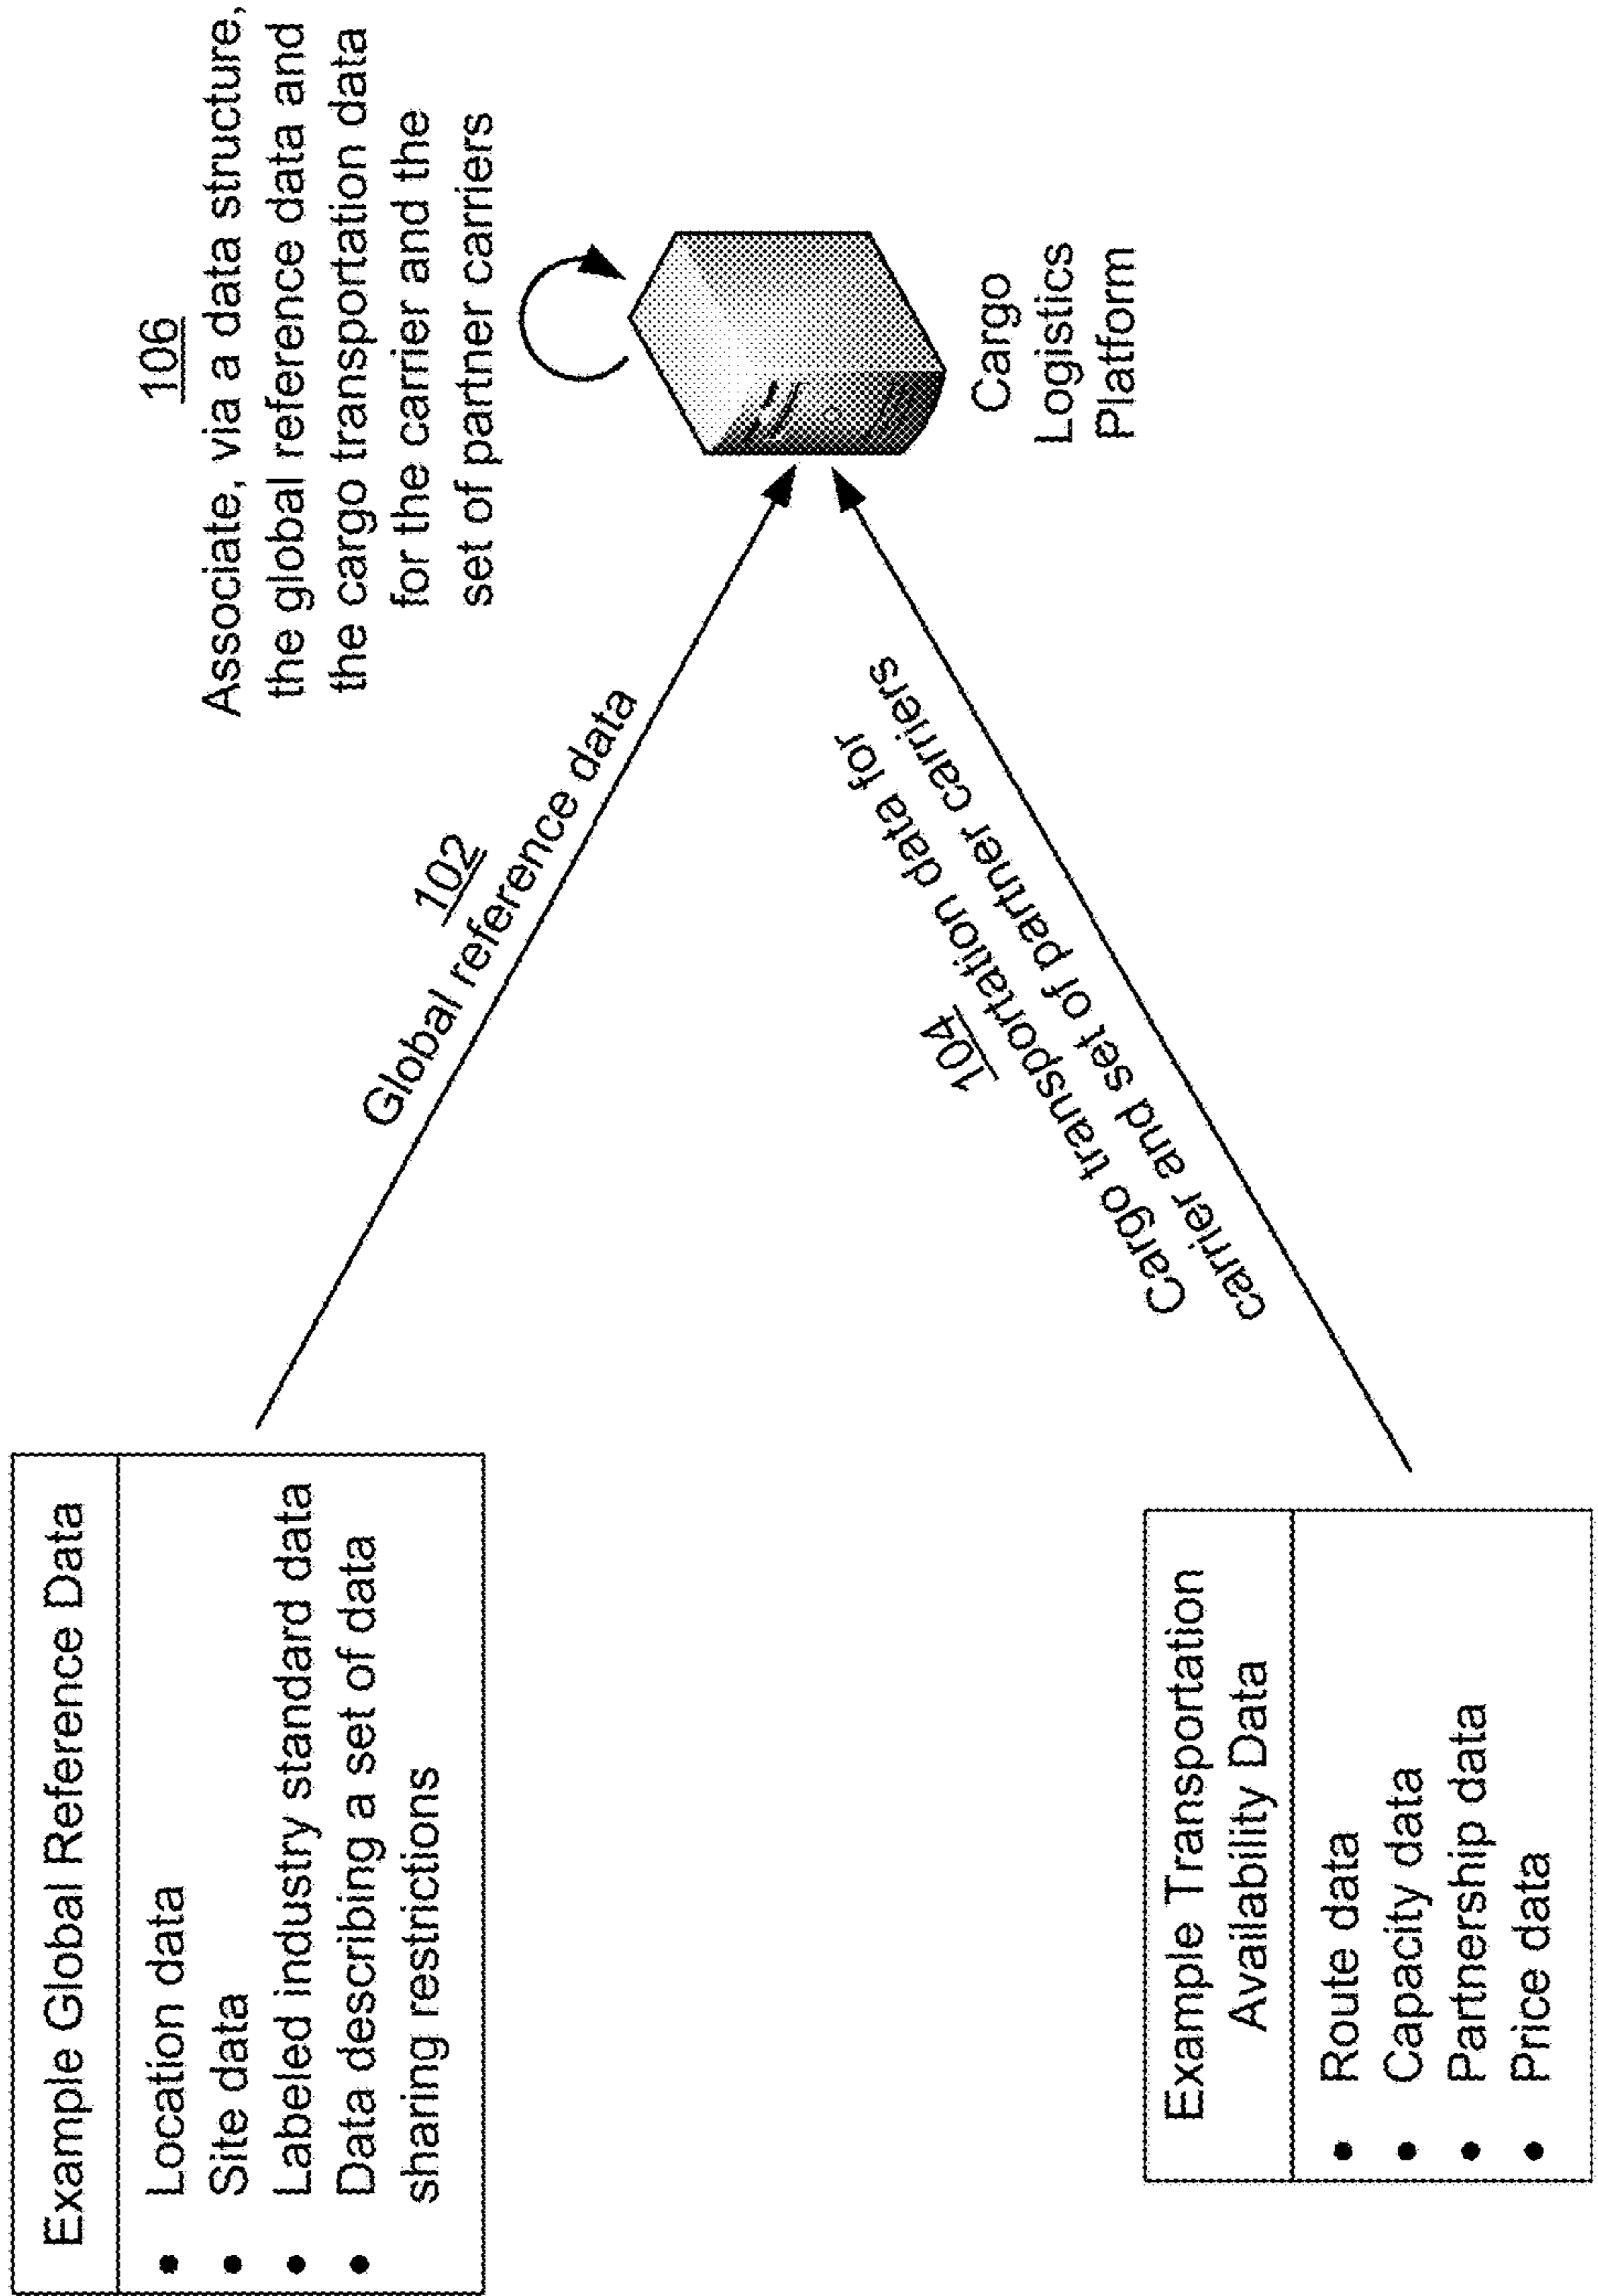 Example Global Reference Data
• Location data
• Site data
• Labeled industry standard data
• Data describing a set of data
sharing restrictions
102
Global reference data
106
Associate, via a data structure,
the global reference data and
the cargo transportation data
for the carrier and the
set of partner carriers
Cargo
Logistics
Platform
104
Cargo transportation data for
carrier and set of partner carriers
Example Transportation
Availability Data
• Route data
• Capacity data
• Partnership data
• Price data